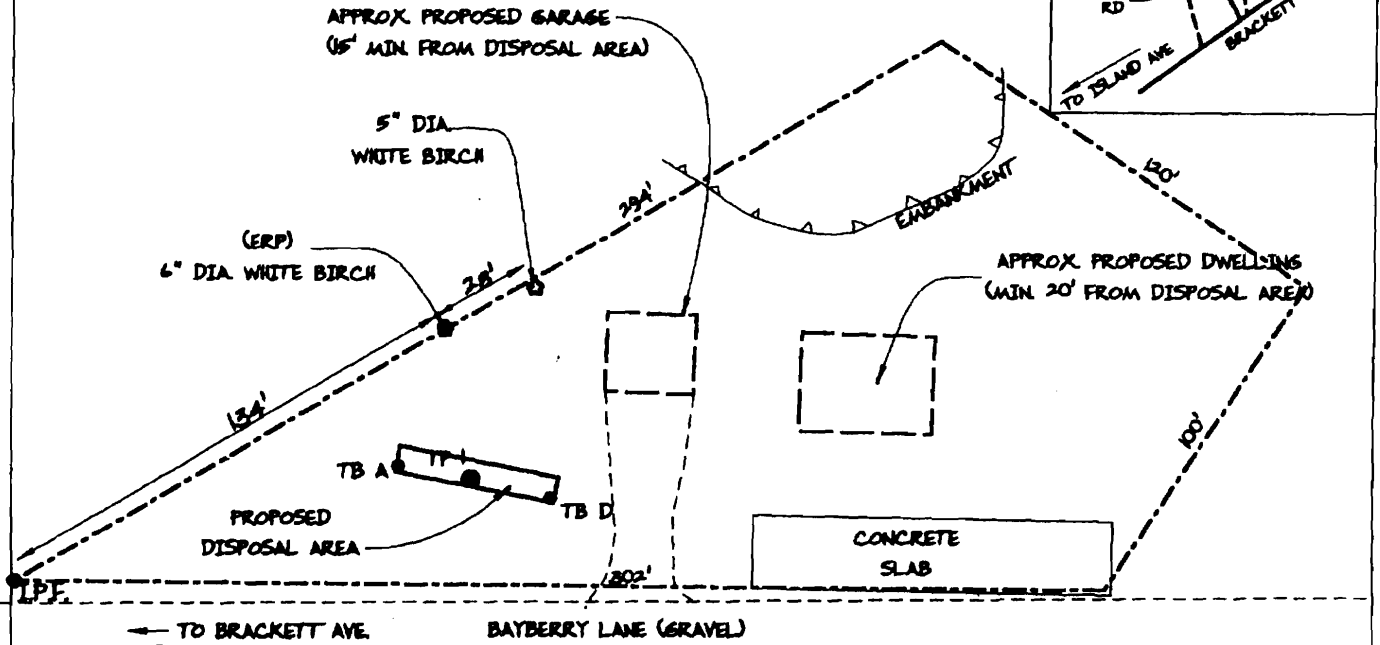 APPROX. PROPOSED GARAGE
(15' MIN. FROM DISPOSAL AREA)
RD
BRACKETT
TO ISLAND AVE
5" DIA.
WHITE BIRCH
120'
294'
EMBANKMENT
(ERP)
6" DIA. WHITE BIRCH
28'
APPROX. PROPOSED DWELLING
(MIN. 20' FROM DISPOSAL AREA)
134'
100'
TB A
TP 1
TB D
PROPOSED
DISPOSAL AREA
CONCRETE
SLAB
302'
I.P.F.
TO BRACKETT AVE.
BAYBERRY LANE (GRAVEL)